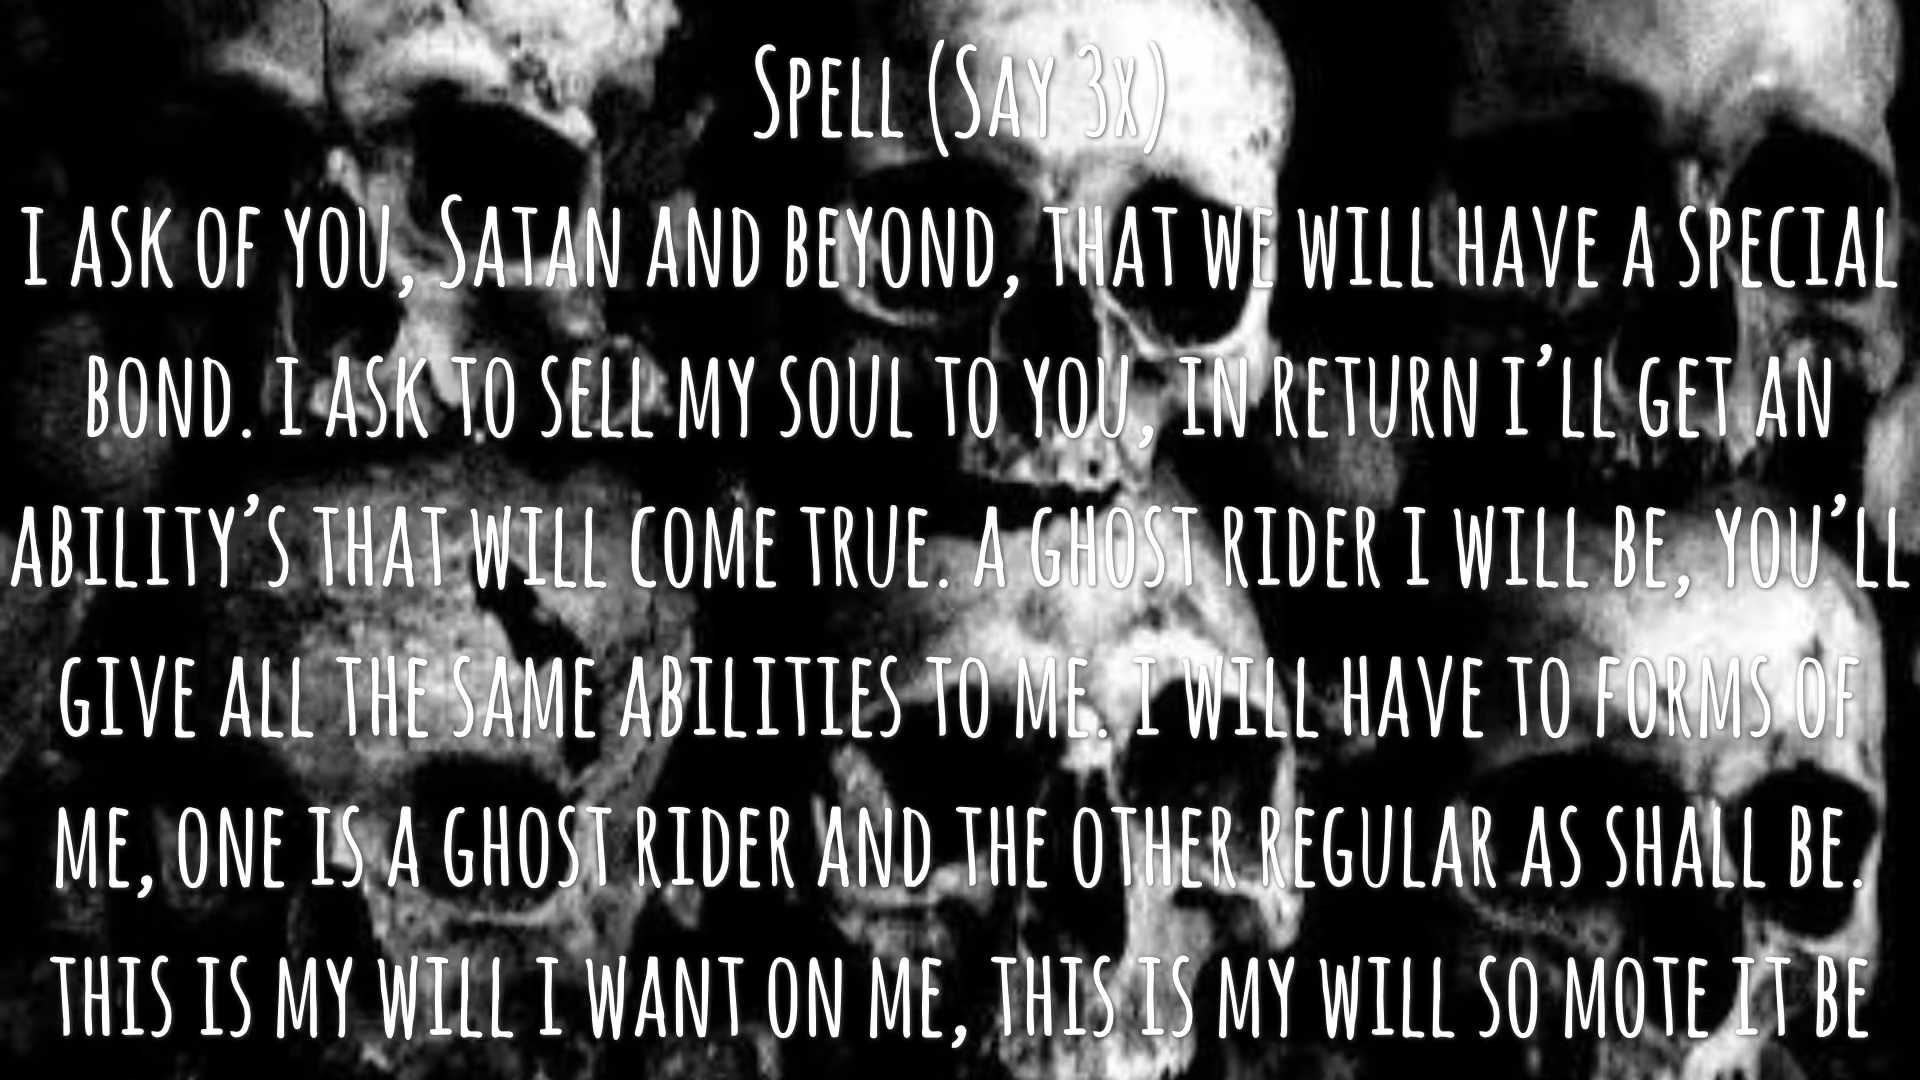 Spell (Say 3x)
i ask of you, Satan and beyond, that we will have a special
bond. i ask to sell my soul to you, in return i'll get an
ability's that will come true. a ghost rider i will be, you'll
give all the same abilities to me. i will have to forms of
me, one is a ghost rider and the other regular as shall be.
this is my will i want on me, this is my will so mote it be